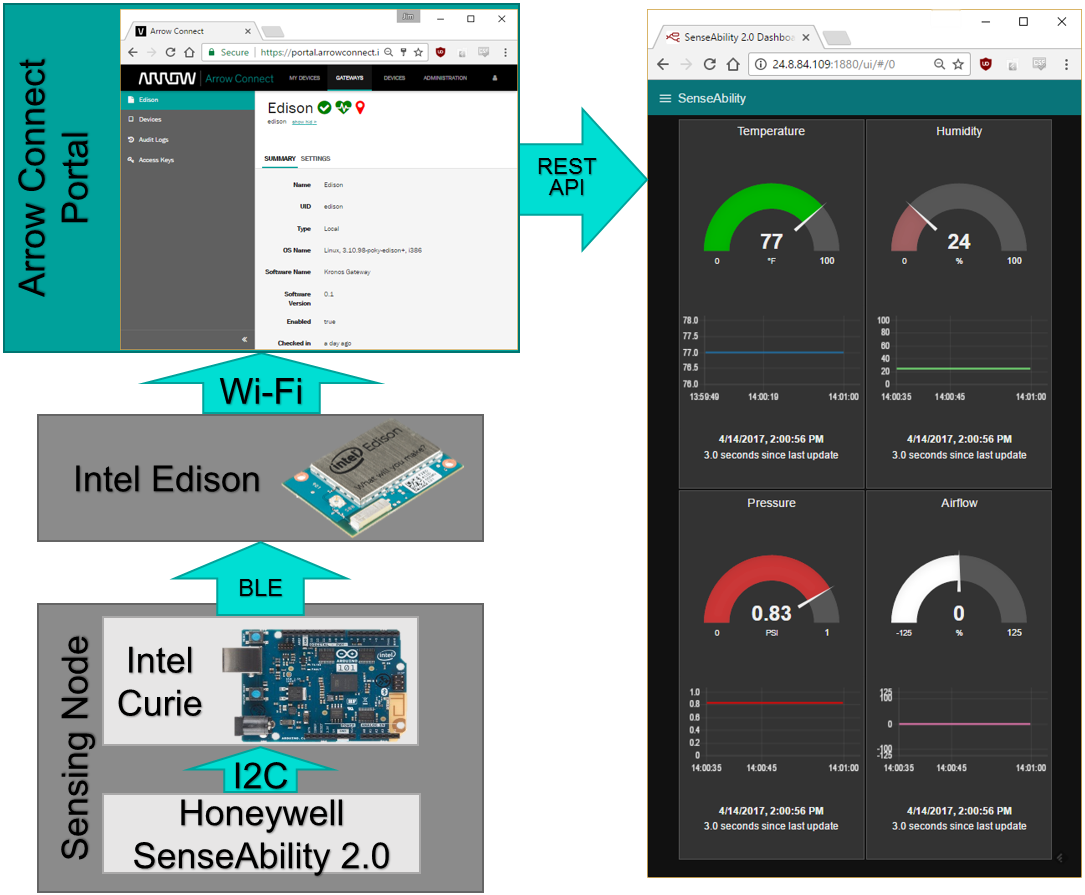 Arrow Connect
Portal
Jim
Arrow Connect
Secure | https://portal.arrowconnect.i
ARROW | Arrow Connect
MY DEVICES
GATEWAYS
DEVICES
ADMINISTRATION
Edison
Devices
Audit Logs
Access Keys
«
Edison
edison
SUMMARY SETTINGS
Name Edison
UID edison
Type Local
OS Name Linux, 3.10.98-poky-edison+, i386
Software Name Kronos Gateway
Software
Version 0.1
Enabled true
Checked in a day ago
REST
API
Wi-Fi
Intel Edison
intel Edison
What will you make?
BLE
Sensing Node
Intel
Curie
ARDUINO
101
intel
I2C
Honeywell
SenseAbility 2.0
SenseAbility 2.0 Dashboa
24.8.84.109:1880/ui/#/0
SenseAbility
Temperature
77
0 °F 100
78.0
77.5
77.0
76.5
76.0
13:59:49 14:00:19 14:01:00
4/14/2017, 2:00:56 PM
3.0 seconds since last update
Humidity
24
0 % 100
100
80
60
40
20
0
14:00:35 14:00:45 14:01:00
4/14/2017, 2:00:56 PM
3.0 seconds since last update
Pressure
0.83
0 PSI 1
1.0
0.8
0.6
0.4
0.2
0
14:00:35 14:00:45 14:01:00
4/14/2017, 2:00:56 PM
3.0 seconds since last update
Airflow
0
-125 % 125
125
100
0
-100
-125
14:00:35 14:00:45 14:01:00
4/14/2017, 2:00:56 PM
3.0 seconds since last update